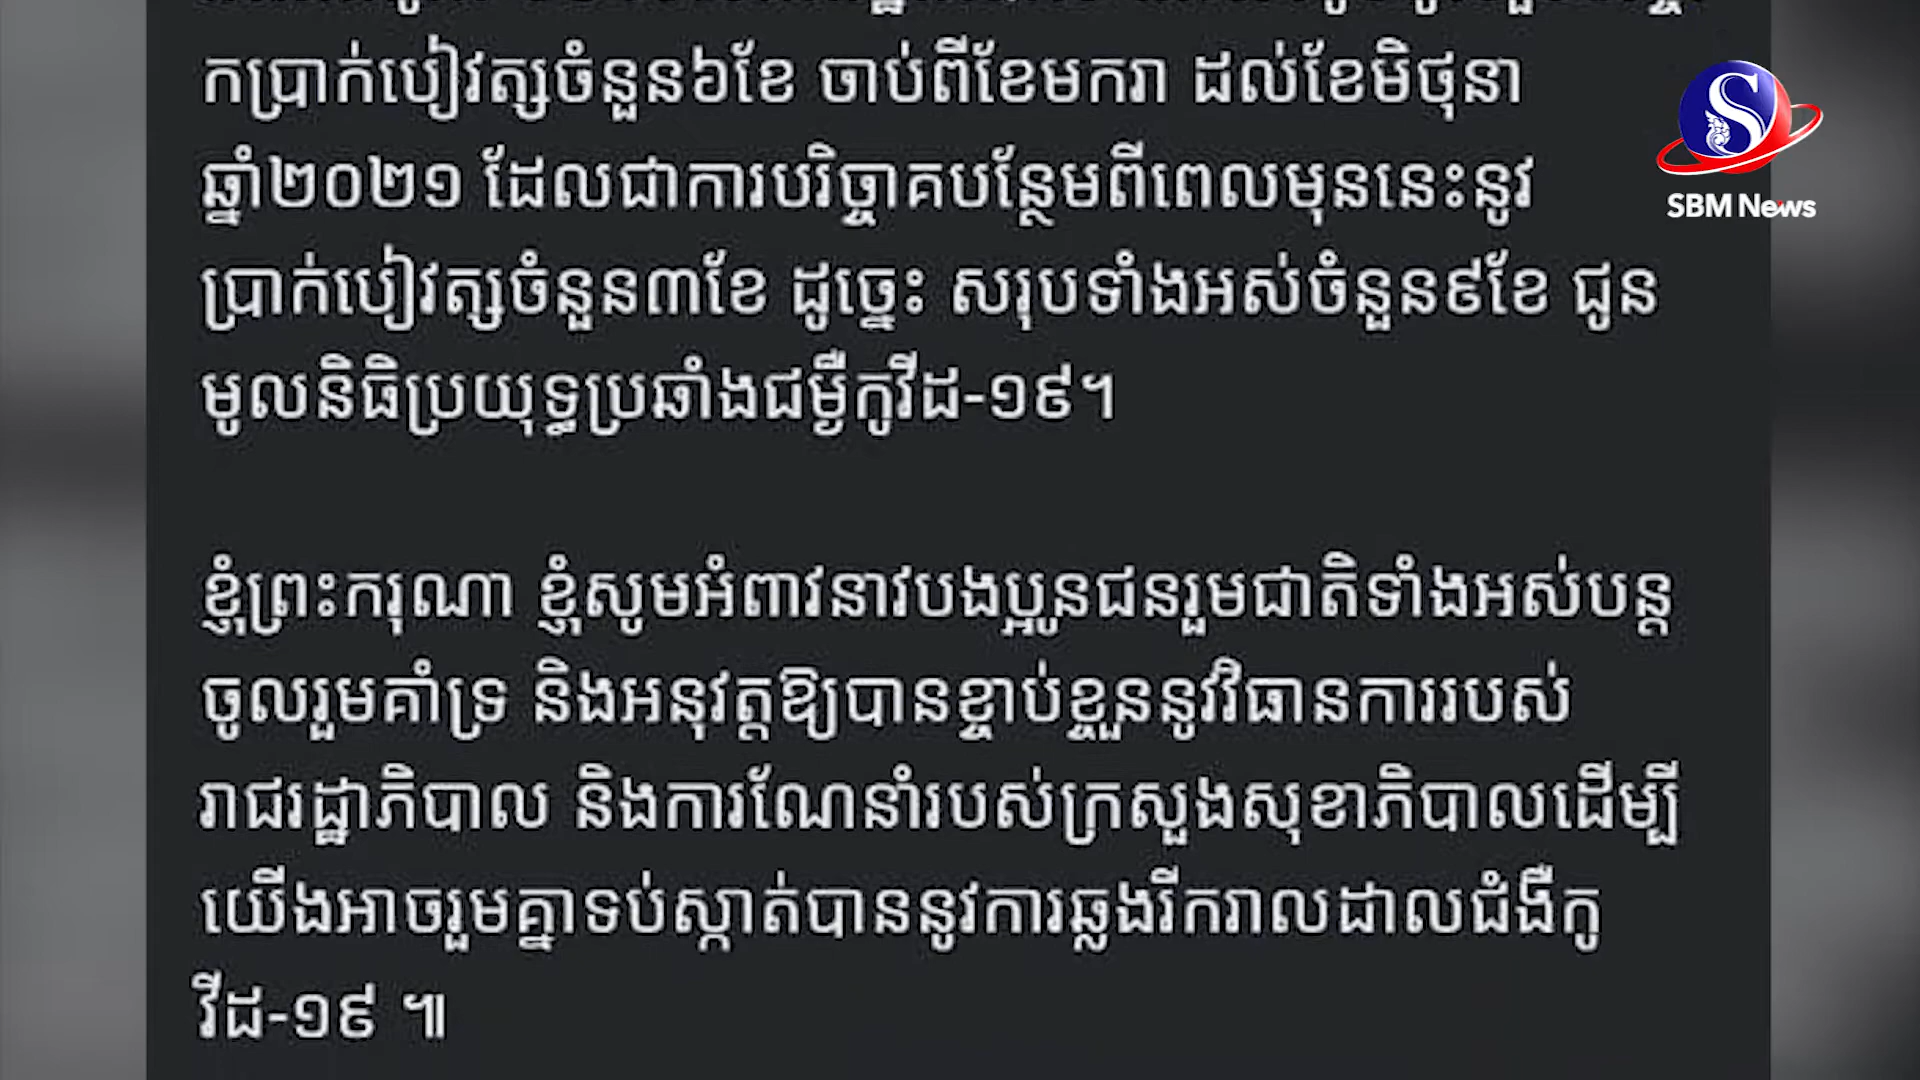 កប្រាក់បៀវត្សចំនួន៦ខែ ចាប់ពីខែមករា ដល់ខែមិថុនា
ឆ្នាំ២០២១ ដែលជាការបរិច្ចាគបន្ថែមពីពេលមុននេះនូវ
ប្រាក់បៀវត្សចំនួន៣ខែ ដូច្នេះ សរុបទាំងអស់ចំនួន៩ខែ ជូន
មូលនិធិប្រយុទ្ធប្រឆាំងជម្ងឺកូវីដ-១៩។
ខ្ញុំព្រះករុណា ខ្ញុំសូមអំពាវនាវបងប្អូនជនរួមជាតិទាំងអស់បន្ត
ចូលរួមគាំទ្រ និងអនុវត្តឱ្យបានខ្ចាប់ខ្ជួននូវវិធានការរបស់
រាជរដ្ឋាភិបាល និងការណែនាំរបស់ក្រសួងសុខាភិបាលដើម្បី
យើងអាចរួមគ្នាទប់ស្កាត់បាននូវការឆ្លងរីករាលដាលជំងឺកូ
វីដ-១៩ ៕
SBM News